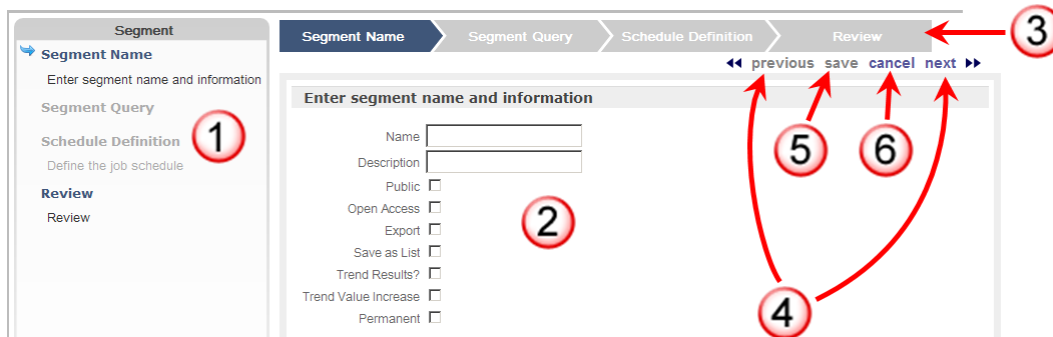 Segment
Segment Name
Enter segment name and information
Segment Query
Schedule Definition
Define the job schedule
Review
Review
1
Segment Name Segment Query Schedule Definition Review
3
previous save cancel next
Enter segment name and information
5
6
Name
Description
Public
Open Access
Export
Save as List
Trend Results?
Trend Value Increase
Permanent
2
4